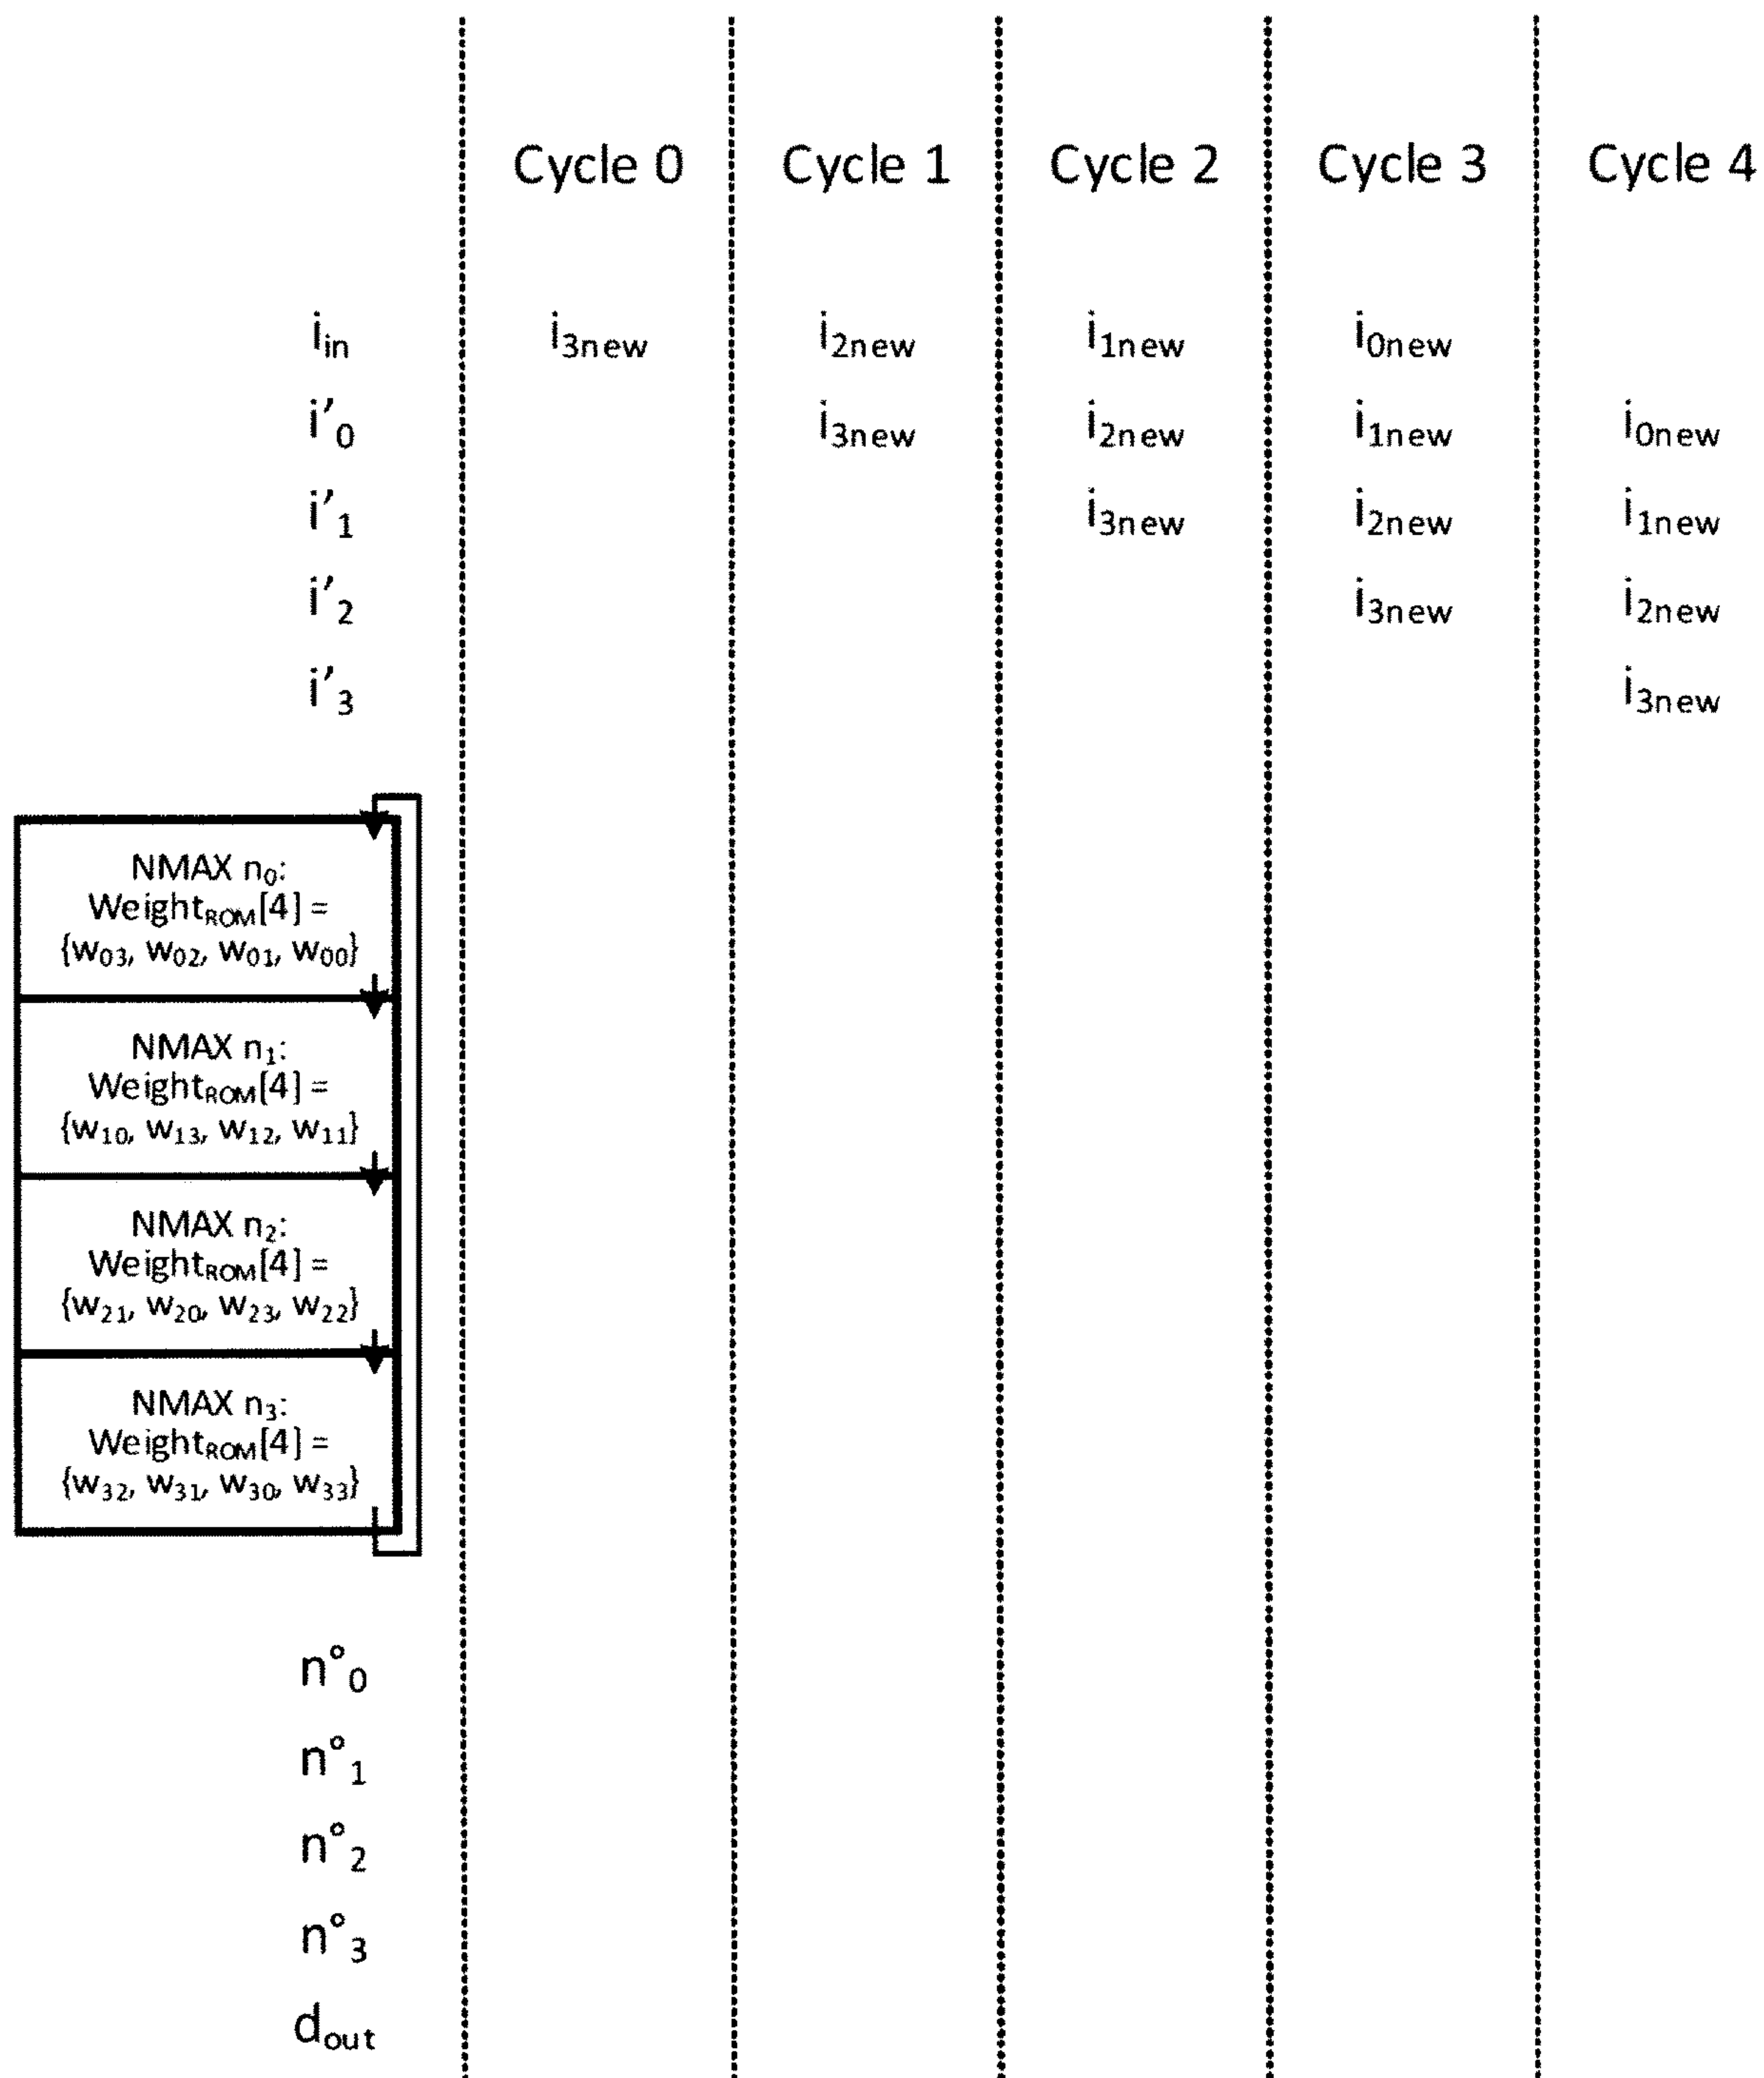 Cycle 0 Cycle 1 Cycle 2 Cycle 3 Cycle 4
i_in i_3new i_2new i_1new i_0new
i'_0 i_3new i_2new i_1new i_0new
i'_1 i_3new i_2new i_1new
i'_2 i_3new i_2new
i'_3 i_3new
NMAX n_0:
Weight_ROM[4] =
{w_03, w_02, w_01, w_00}
NMAX n_1:
Weight_ROM[4] =
{w_10, w_13, w_12, w_11}
NMAX n_2:
Weight_ROM[4] =
{w_21, w_20, w_23, w_22}
NMAX n_3:
Weight_ROM[4] =
{w_32, w_31, w_30, w_33}
n°_0
n°_1
n°_2
n°_3
d_out